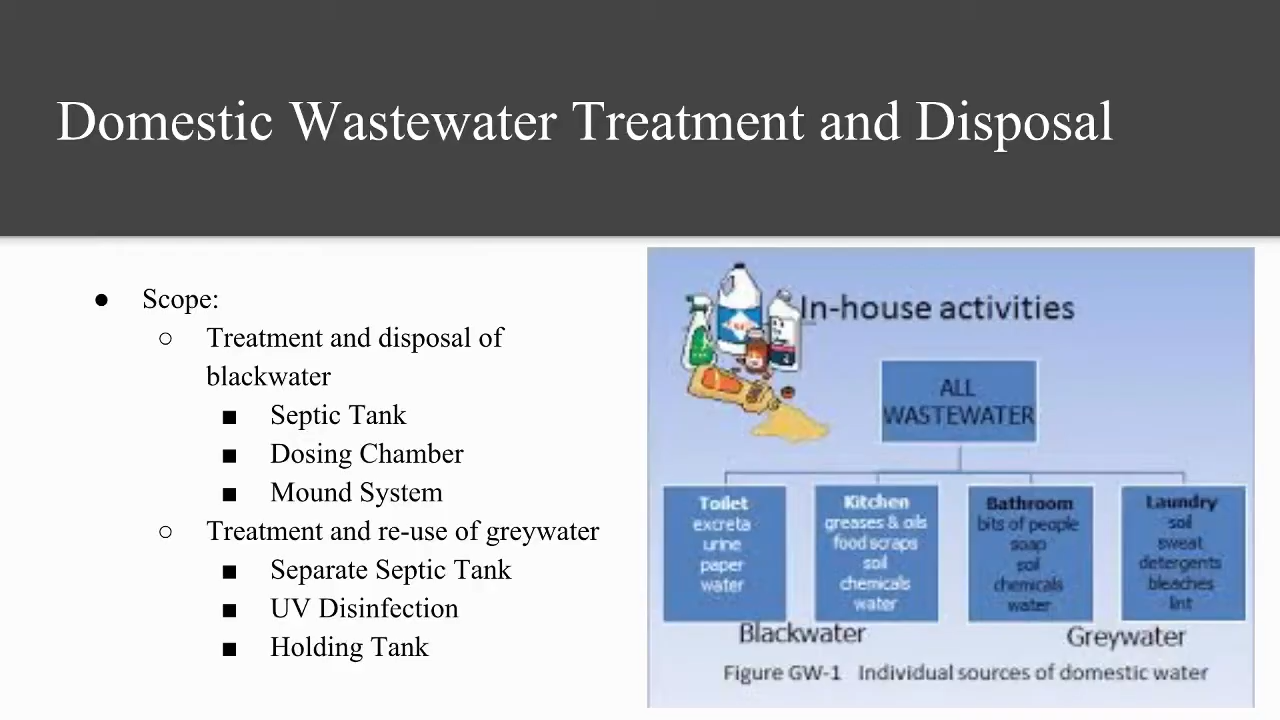 Domestic Wastewater Treatment and Disposal
● Scope:
○ Treatment and disposal of
blackwater
■ Septic Tank
■ Dosing Chamber
■ Mound System
○ Treatment and re-use of greywater
■ Separate Septic Tank
■ UV Disinfection
■ Holding Tank
In-house activities
ALL
WASTEWATER
Toilet
excreta
urine
paper
water
Kitchen
greases & oils
food scraps
soil
chemicals
water
Bathroom
bits of people
soap
soil
chemicals
water
Laundry
soil
sweat
detergents
bleaches
lint
Blackwater
Greywater
Figure GW-1 Individual sources of domestic water